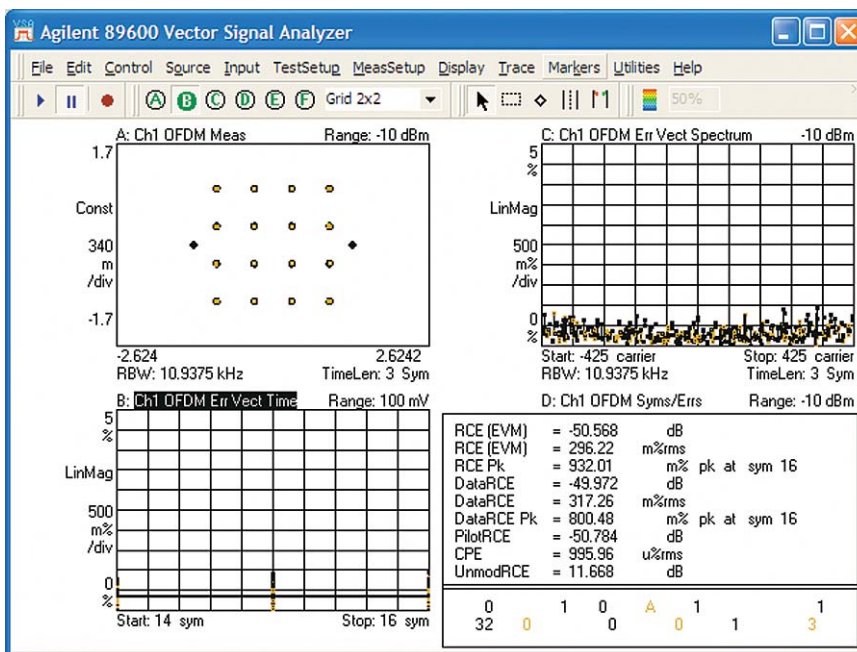 VSA
Agilent 89600 Vector Signal Analyzer
File Edit Control Source Input TestSetup MeasSetup Display Trace Markers Utilities Help
A B C D E F Grid 2x2 50%
A: Ch1 OFDM Meas Range: -10 dBm
1.7
Const
340
m
/div
-1.7
-2.624 2.6242
RBW: 10.9375 kHz TimeLen: 3 Sym
C: Ch1 OFDM Err Vect Spectrum -10 dBm
5
%
LinMag
500
m%
/div
0
%
Start: -425 carrier Stop: 425 carrier
RBW: 10.9375 kHz TimeLen: 3 Sym
B: Ch1 OFDM Err Vect Time Range: 100 mV
5
%
LinMag
500
m%
/div
0
%
Start: 14 sym Stop: 16 sym
D: Ch1 OFDM Syms/Errs Range: -10 dBm
RCE (EVM) = -50.568 dB
RCE (EVM) = 296.22 m%rms
RCE Pk = 932.01 m% pk at sym 16
DataRCE = -49.972 dB
DataRCE = 317.26 m%rms
DataRCE Pk = 800.48 m% pk at sym 16
PilotRCE = -50.784 dB
CPE = 995.96 u%rms
UnmodRCE = 11.668 dB
0 1 0 A 1 1
32 0 0 0 1 3